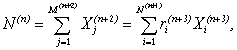 N^{(n)} = \sum_{j=1}^{M^{(n+2)}} X_j^{(n+2)} = \sum_{i=1}^{N^{(n+1)}} r_i^{(n+3)} X_i^{(n+3)},